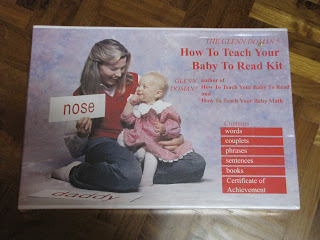 THE GLENN DOMAN
How To Teach Your
Baby To Read Kit
GLENN DOMAN: author of
How To Teach Your Baby To Read
and
How To Teach Your Baby Math
nose
Contents
words
couplets
phrases
sentences
books
Certificate of
Achievement
daddy